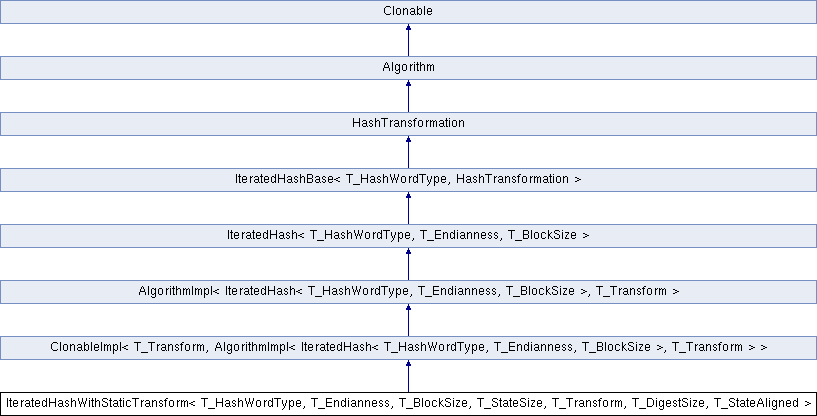 Clonable
Algorithm
HashTransformation
IteratedHashBase< T_HashWordType, HashTransformation >
IteratedHash< T_HashWordType, T_Endianness, T_BlockSize >
AlgorithmImpl< IteratedHash< T_HashWordType, T_Endianness, T_BlockSize >, T_Transform >
ClonableImpl< T_Transform, AlgorithmImpl< IteratedHash< T_HashWordType, T_Endianness, T_BlockSize >, T_Transform > >
IteratedHashWithStaticTransform< T_HashWordType, T_Endianness, T_BlockSize, T_StateSize, T_Transform, T_DigestSize, T_StateAligned >